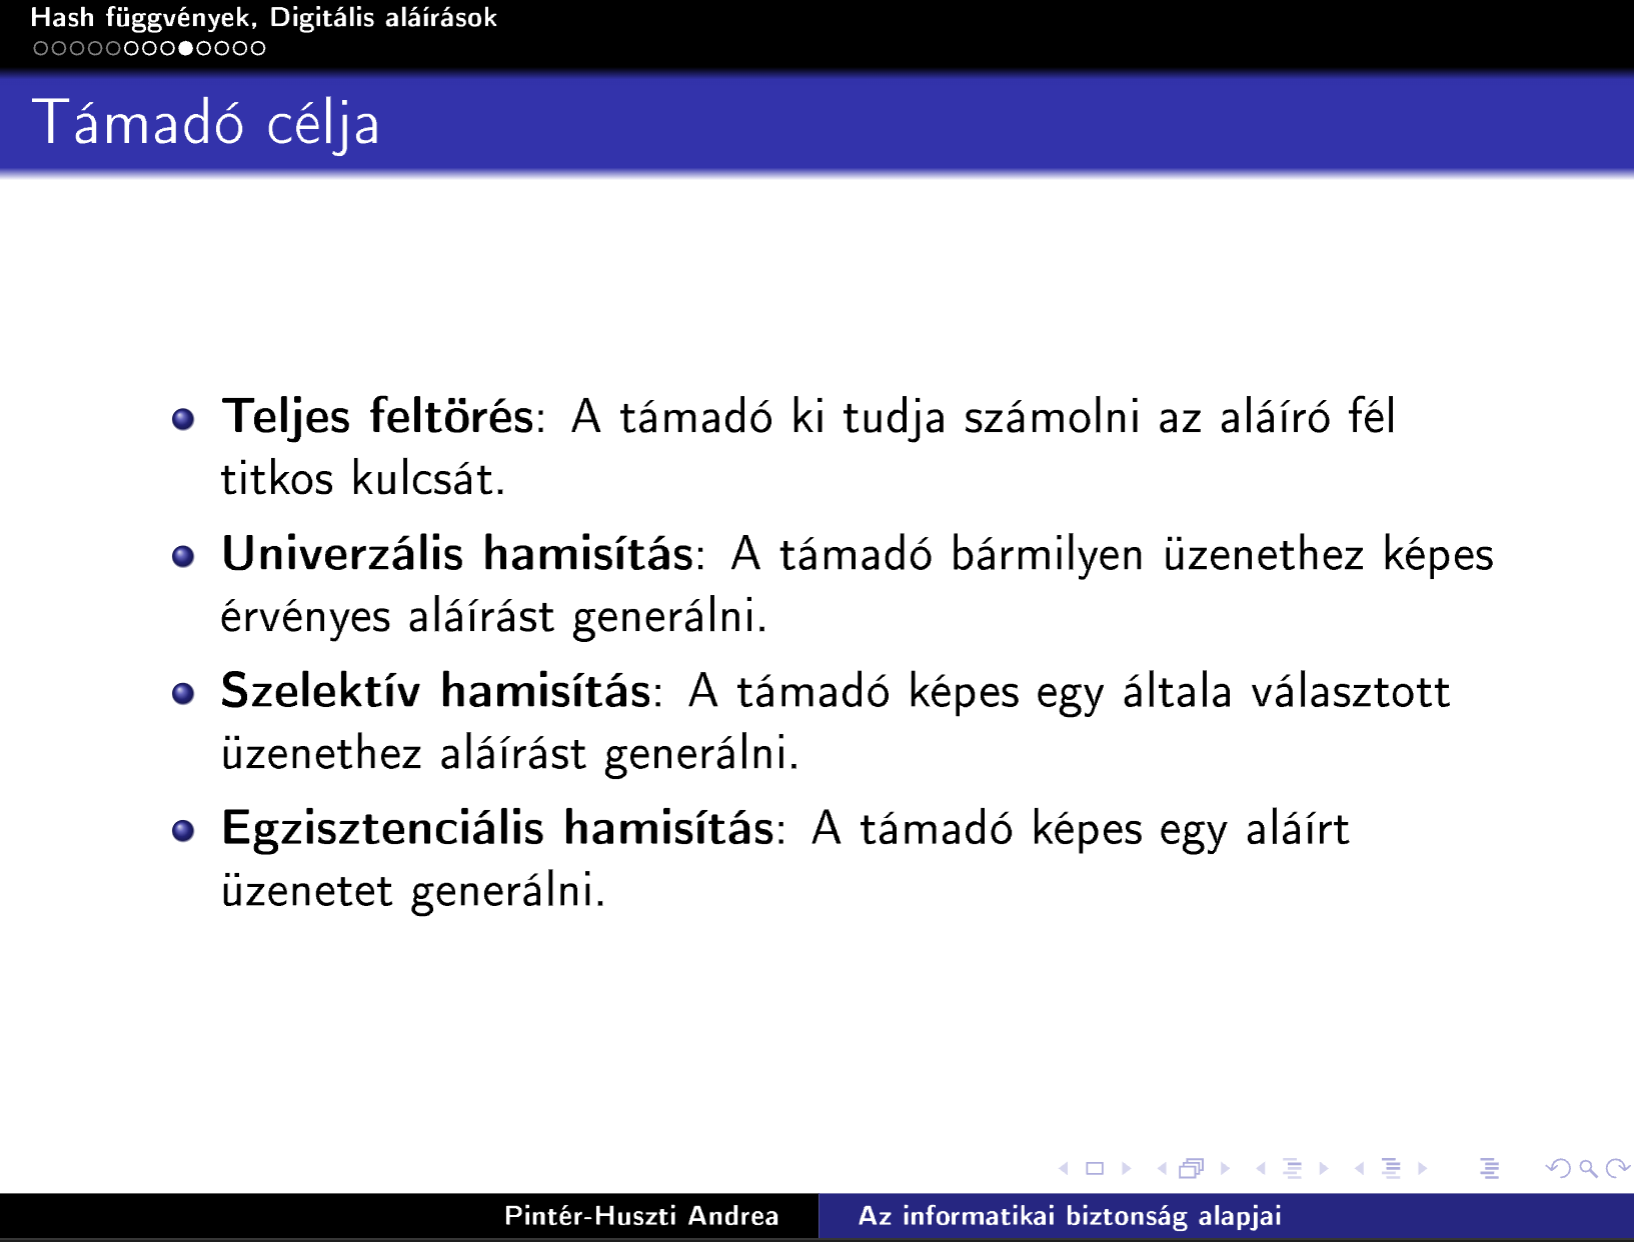 Hash függvények, Digitális aláírások
Támadó célja
Teljes feltörés: A támadó ki tudja számolni az aláíró fél
titkos kulcsát.
Univerzális hamisítás: A támadó bármilyen üzenethez képes
érvényes aláírást generálni.
Szelektív hamisítás: A támadó képes egy általa választott
üzenethez aláírást generálni.
Egzisztenciális hamisítás: A támadó képes egy aláírt
üzenetet generálni.
Pintér-Huszti Andrea
Az informatikai biztonság alapjai